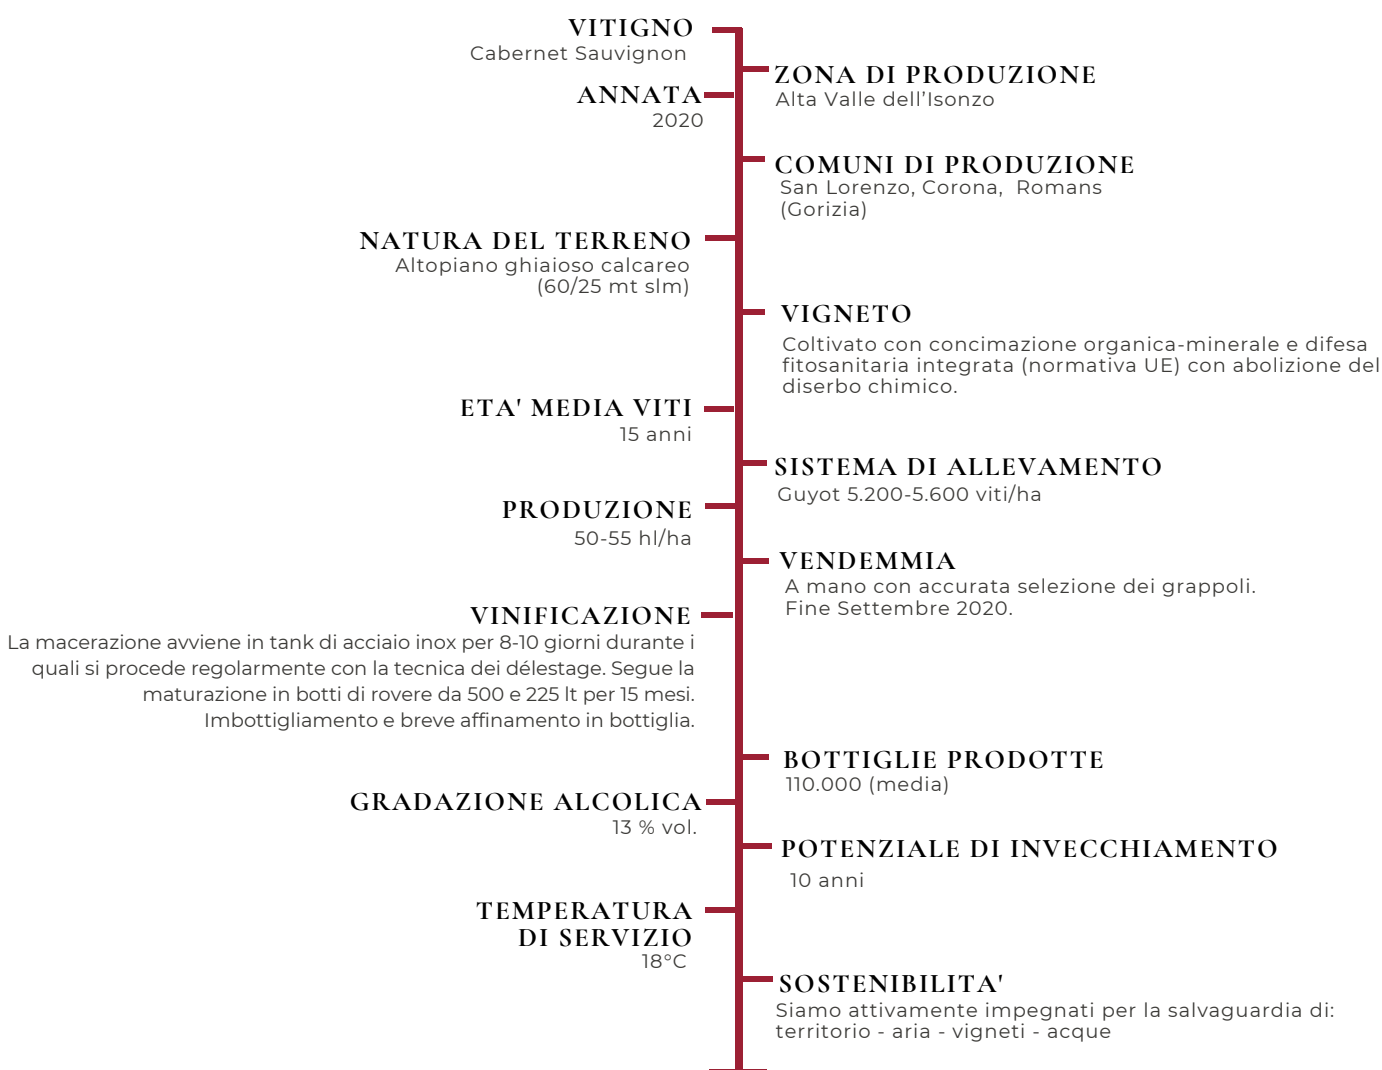 VITIGNO
Cabernet Sauvignon
ZONA DI PRODUZIONE
Alta Valle dell’Isonzo
ANNATA
2020
COMUNI DI PRODUZIONE
San Lorenzo, Corona, Romans
(Gorizia)
NATURA DEL TERRENO
Altopiano ghiaioso calcareo
(60/25 mt slm)
VIGNETO
Coltivato con concimazione organica-minerale e difesa
fitosanitaria integrata (normativa UE) con abolizione del
diserbo chimico.
ETA' MEDIA VITI
15 anni
SISTEMA DI ALLEVAMENTO
Guyot 5.200-5.600 viti/ha
PRODUZIONE
50-55 hl/ha
VENDEMMIA
A mano con accurata selezione dei grappoli.
Fine Settembre 2020.
VINIFICAZIONE
La macerazione avviene in tank di acciaio inox per 8-10 giorni durante i
quali si procede regolarmente con la tecnica dei délestage. Segue la
maturazione in botti di rovere da 500 e 225 lt per 15 mesi.
Imbottigliamento e breve affinamento in bottiglia.
BOTTIGLIE PRODOTTE
110.000 (media)
GRADAZIONE ALCOLICA
13 % vol.
POTENZIALE DI INVECCHIAMENTO
10 anni
TEMPERATURA
DI SERVIZIO
18°C
SOSTENIBILITA'
Siamo attivamente impegnati per la salvaguardia di:
territorio - aria - vigneti - acque